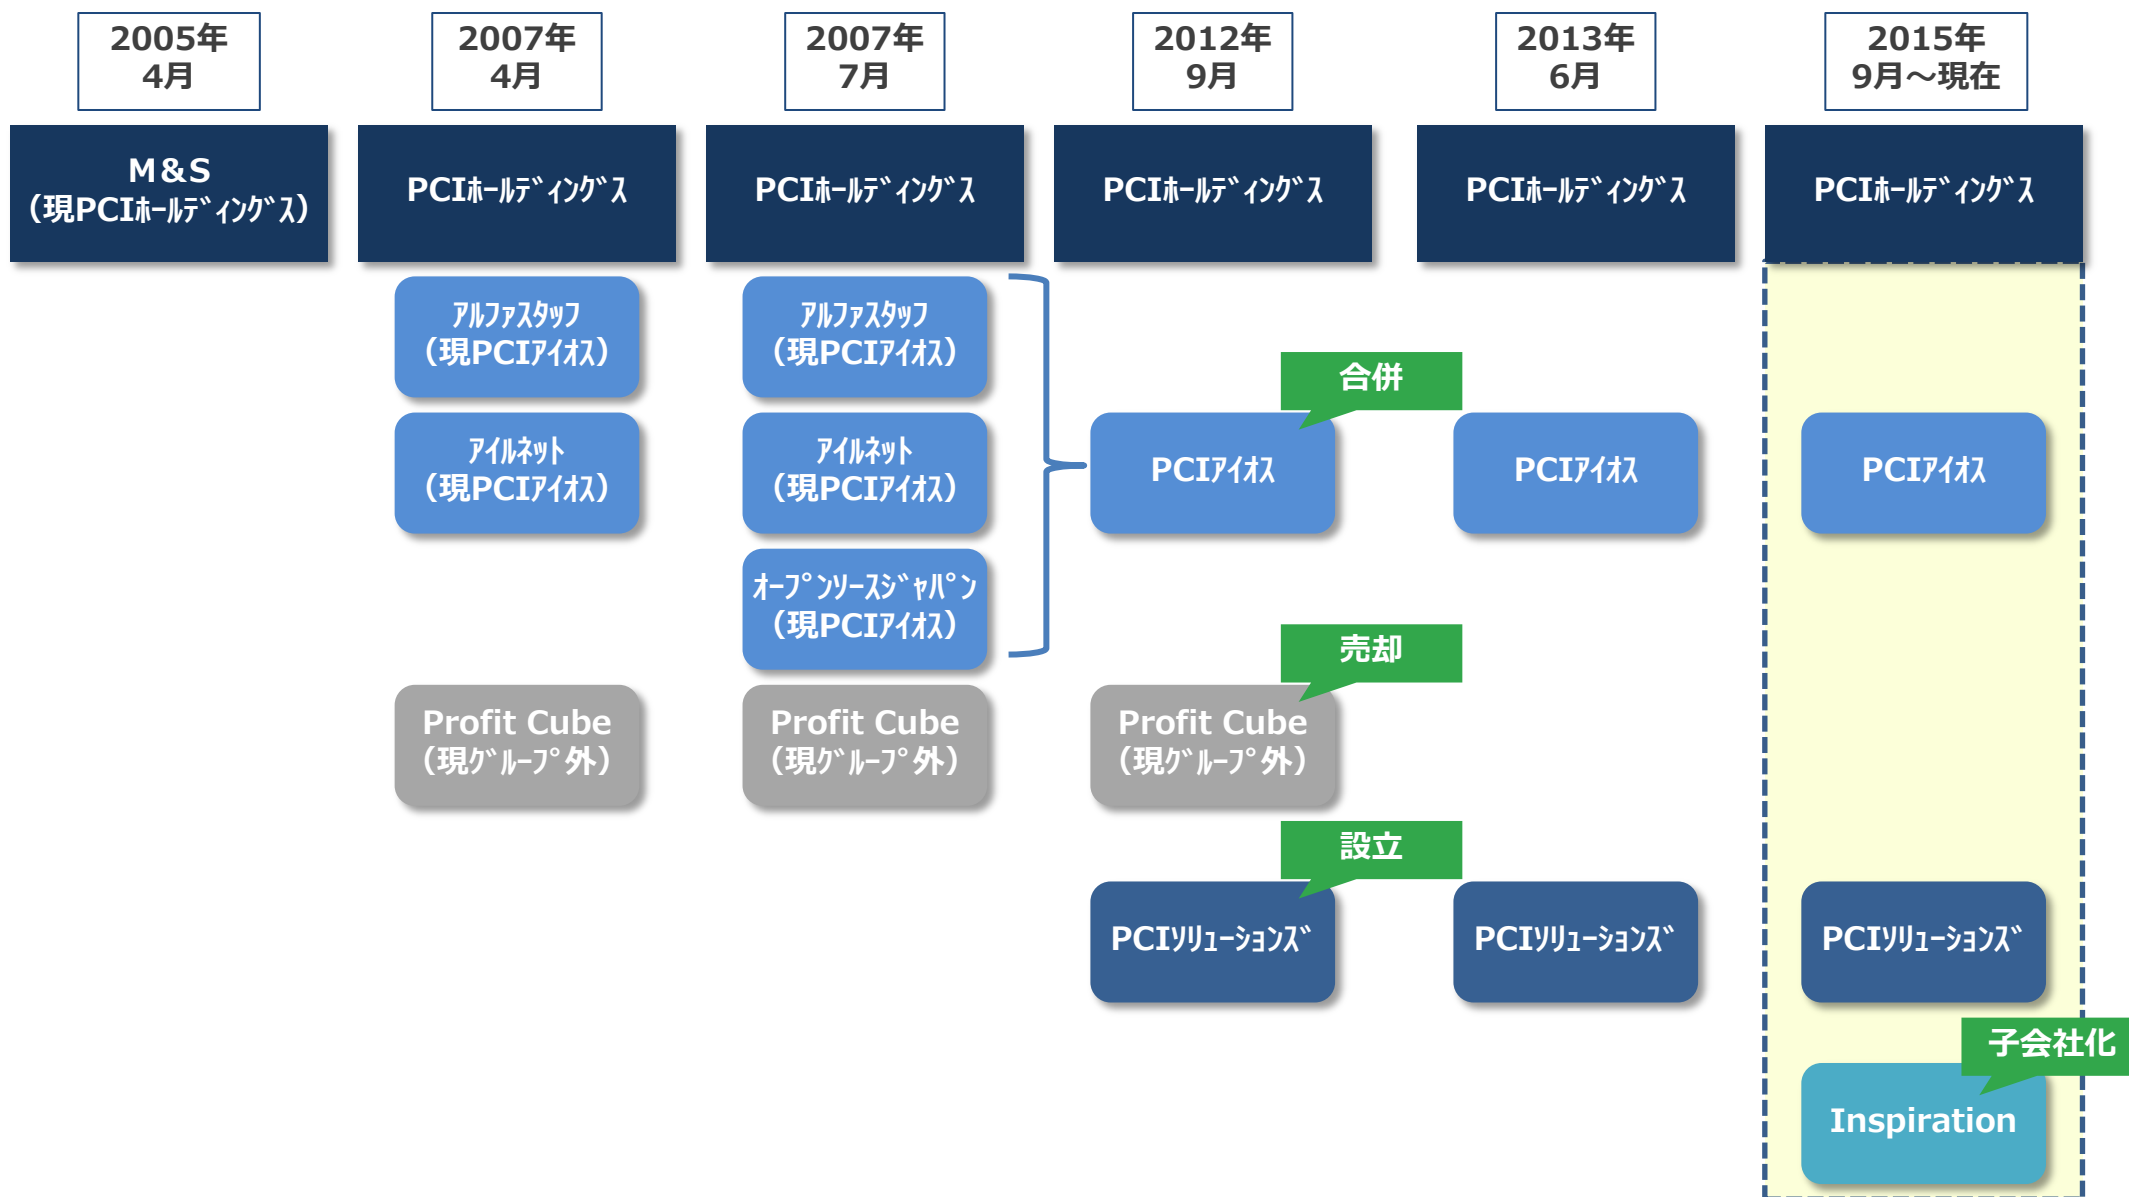 2005年
4月
2007年
4月
2007年
7月
2012年
9月
2013年
6月
2015年
9月～現在
M&S
（現PCIﾎｰﾙﾃﾞｨﾝｸﾞｽ）
PCIﾎｰﾙﾃﾞｨﾝｸﾞｽ
PCIﾎｰﾙﾃﾞｨﾝｸﾞｽ
PCIﾎｰﾙﾃﾞｨﾝｸﾞｽ
PCIﾎｰﾙﾃﾞｨﾝｸﾞｽ
PCIﾎｰﾙﾃﾞｨﾝｸﾞｽ
ｱﾙﾌｧｽﾀｯﾌ
（現PCIｱｲｵｽ）
ｱﾙﾌｧｽﾀｯﾌ
（現PCIｱｲｵｽ）
合併
ｱｲﾙﾈｯﾄ
（現PCIｱｲｵｽ）
ｱｲﾙﾈｯﾄ
（現PCIｱｲｵｽ）
PCIｱｲｵｽ
PCIｱｲｵｽ
PCIｱｲｵｽ
ｵｰﾌﾟﾝｿｰｽｼﾞｬﾊﾟﾝ
（現PCIｱｲｵｽ）
売却
Profit Cube
（現ｸﾞﾙｰﾌﾟ外）
Profit Cube
（現ｸﾞﾙｰﾌﾟ外）
Profit Cube
（現ｸﾞﾙｰﾌﾟ外）
設立
PCIｿﾘｭｰｼｮﾝｽﾞ
PCIｿﾘｭｰｼｮﾝｽﾞ
PCIｿﾘｭｰｼｮﾝｽﾞ
子会社化
Inspiration